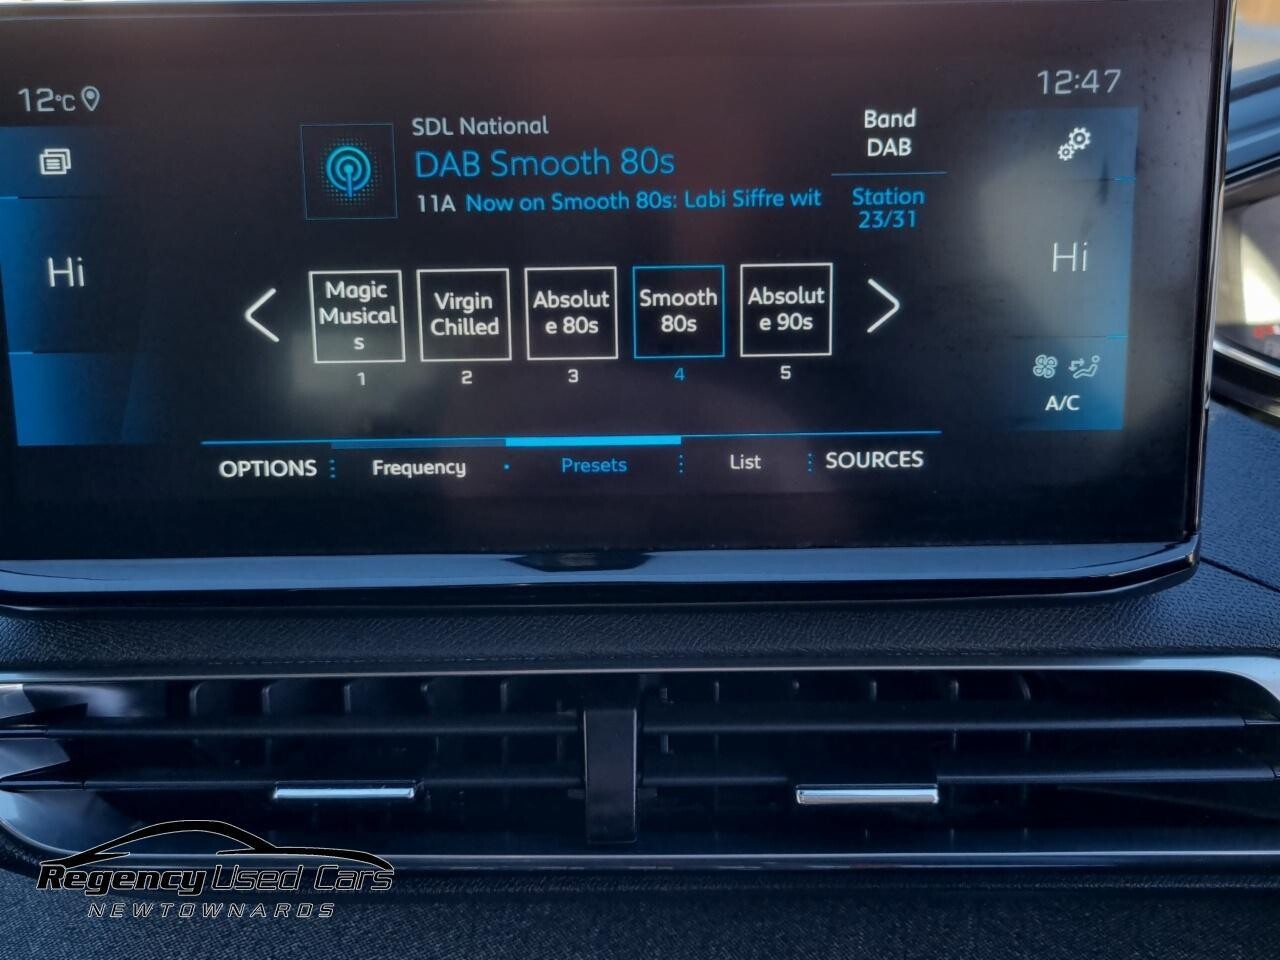 12°C
12:47
SDL National
DAB Smooth 80s
11A Now on Smooth 80s: Labi Siffre wit
Band
DAB
Station
23/31
Hi
Hi
Magic
Musical
s
1
Virgin
Chilled
2
Absolut
e 80s
3
Smooth
80s
4
Absolut
e 90s
5
A/C
OPTIONS
Frequency
Presets
List
SOURCES
Regency Used Cars
NEWTOWNARDS